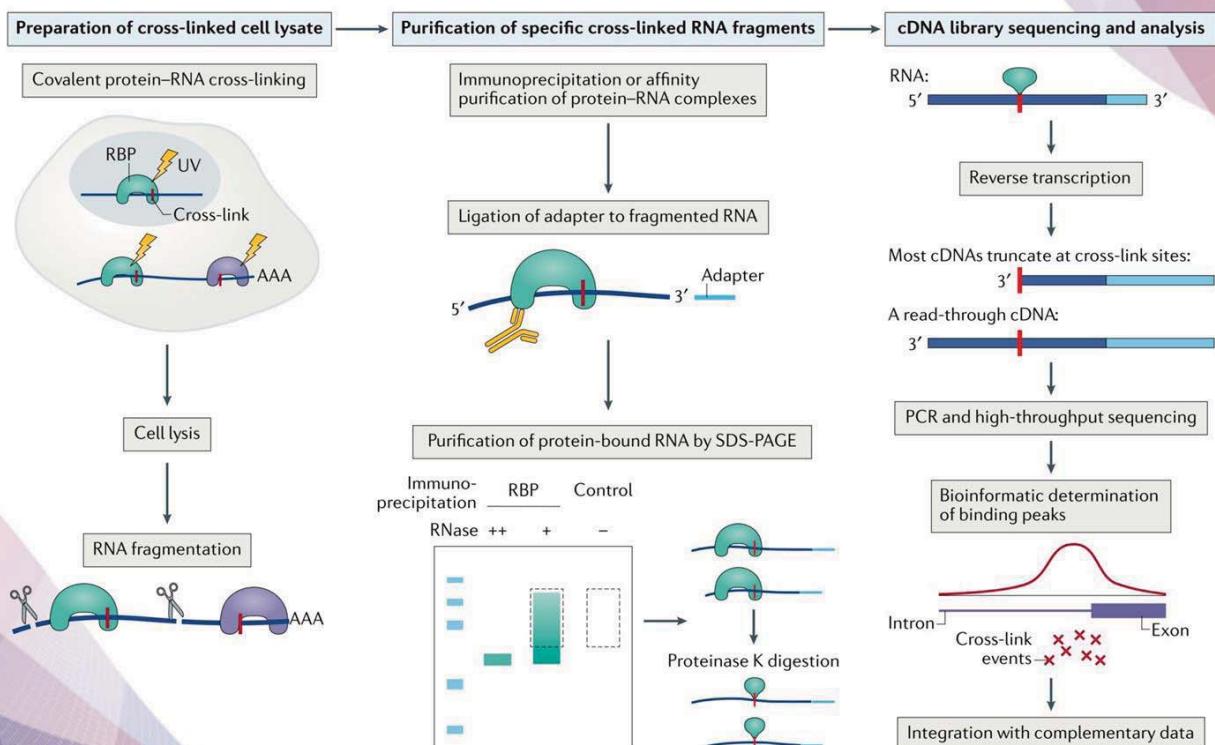 Preparation of cross-linked cell lysate
Covalent protein–RNA cross-linking
RBP
UV
Cross-link
AAA
Cell lysis
RNA fragmentation
AAA
Purification of specific cross-linked RNA fragments
Immunoprecipitation or affinity
purification of protein–RNA complexes
Ligation of adapter to fragmented RNA
Adapter
5′
3′
Purification of protein-bound RNA by SDS-PAGE
Immuno-
precipitation
RBP
Control
RNase
++
+
−
Proteinase K digestion
cDNA library sequencing and analysis
RNA:
5′
3′
Reverse transcription
Most cDNAs truncate at cross-link sites:
3′
A read-through cDNA:
3′
PCR and high-throughput sequencing
Bioinformatic determination
of binding peaks
Intron
Exon
Cross-link
events
Integration with complementary data